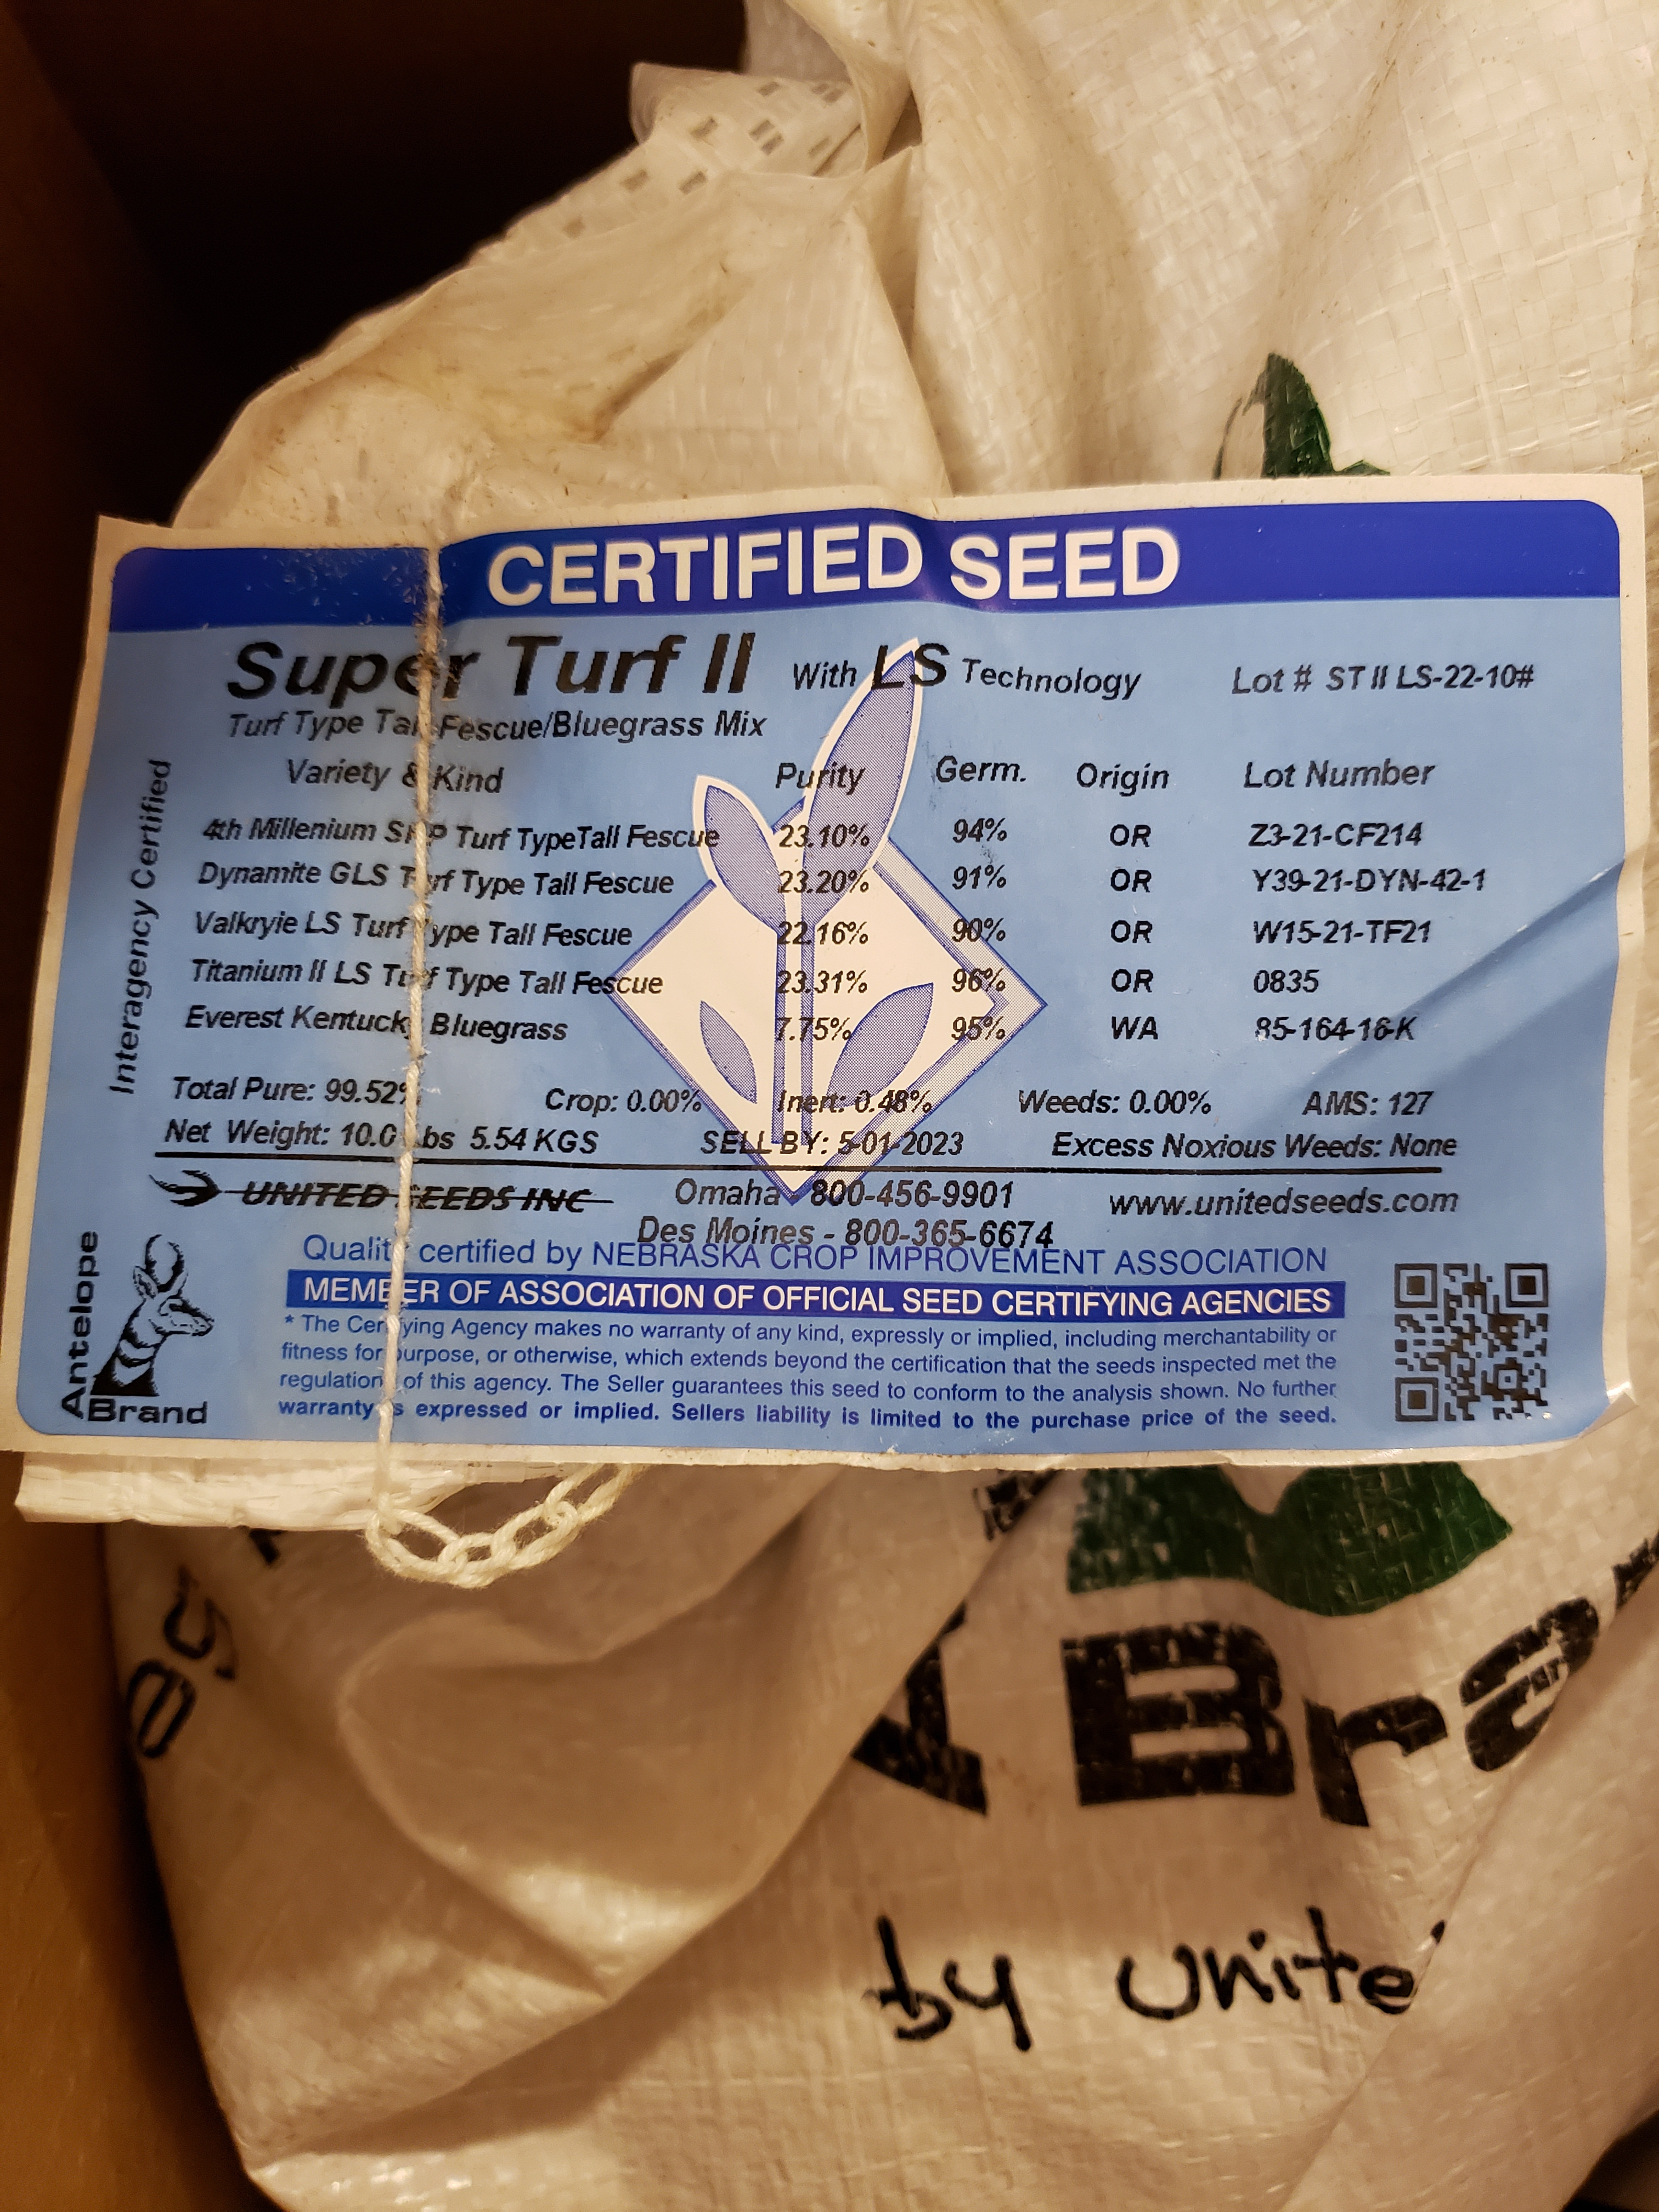 CERTIFIED SEED
Super Turf II With LS Technology Lot # ST II LS-22-10#
Turf Type Tall Fescue/Bluegrass Mix
Interagency Certified
Variety & Kind Purity Germ. Origin Lot Number
4th Millenium SRP Turf TypeTall Fescue 23.10% 94% OR Z3-21-CF214
Dynamite GLS Turf Type Tall Fescue 23.20% 91% OR Y39-21-DYN-42-1
Valkryie LS Turf Type Tall Fescue 22.16% 90% OR W15-21-TF21
Titanium II LS Turf Type Tall Fescue 23.31% 96% OR 0835
Everest Kentucky Bluegrass 7.75% 95% WA 85-164-16-K
Total Pure: 99.52% Crop: 0.00% Inert: 0.48% Weeds: 0.00% AMS: 127
Net Weight: 10.0 Lbs 5.54 KGS SELL BY: 5-01-2023 Excess Noxious Weeds: None
UNITED SEEDS INC Omaha - 800-456-9901 www.unitedseeds.com
Des Moines - 800-365-6674
Quality certified by NEBRASKA CROP IMPROVEMENT ASSOCIATION
MEMBER OF ASSOCIATION OF OFFICIAL SEED CERTIFYING AGENCIES
* The Certifying Agency makes no warranty of any kind, expressly or implied, including merchantability or
fitness for purpose, or otherwise, which extends beyond the certification that the seeds inspected met the
regulations of this agency. The Seller guarantees this seed to conform to the analysis shown. No further
warranty is expressed or implied. Sellers liability is limited to the purchase price of the seed.
Antelope
Brand
Bra
by Unite